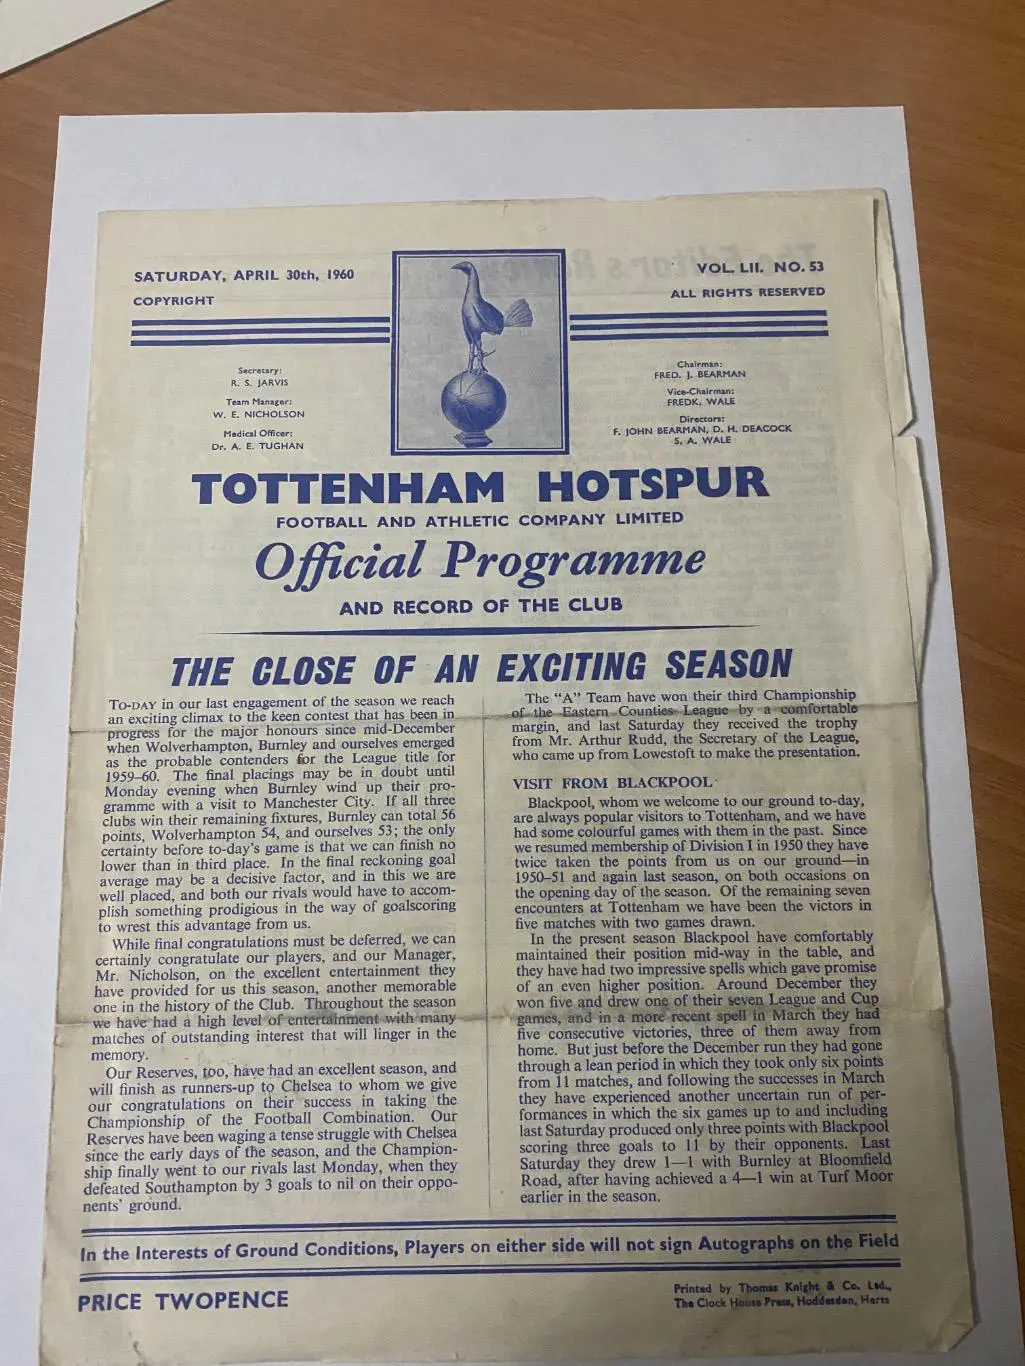 SATURDAY, APRIL 30th, 1960
COPYRIGHT
VOL. LII. NO. 53
ALL RIGHTS RESERVED
Secretary:
R. S. JARVIS
Team Manager:
W. E. NICHOLSON
Medical Officer:
Dr. A. E. TUGHAN
Chairman:
FRED. J. BEARMAN
Vice-Chairman:
FREDK. WALE
Directors:
F. JOHN BEARMAN, D. H. DEACOCK
S. A. WALE
TOTTENHAM HOTSPUR
FOOTBALL AND ATHLETIC COMPANY LIMITED
Official Programme
AND RECORD OF THE CLUB
THE CLOSE OF AN EXCITING SEASON
TO-DAY in our last engagement of the season we reach
an exciting climax to the keen contest that has been in
progress for the major honours since mid-December
when Wolverhampton, Burnley and ourselves emerged
as the probable contenders for the League title for
1959-60. The final placings may be in doubt until
Monday evening when Burnley wind up their pro-
gramme with a visit to Manchester City. If all three
clubs win their remaining fixtures, Burnley can total 56
points, Wolverhampton 54, and ourselves 53; the only
certainty before to-day's game is that we can finish no
lower than in third place. In the final reckoning goal
average may be a decisive factor, and in this we are
well placed, and both our rivals would have to accom-
plish something prodigious in the way of goalscoring
to wrest this advantage from us.
While final congratulations must be deferred, we can
certainly congratulate our players, and our Manager,
Mr. Nicholson, on the excellent entertainment they
have provided for us this season, another memorable
one in the history of the Club. Throughout the season
we have had a high level of entertainment with many
matches of outstanding interest that will linger in the
memory.
Our Reserves, too, have had an excellent season, and
will finish as runners-up to Chelsea to whom we give
our congratulations on their success in taking the
Championship of the Football Combination. Our
Reserves have been waging a tense struggle with Chelsea
since the early days of the season, and the Champion-
ship finally went to our rivals last Monday, when they
defeated Southampton by 3 goals to nil on their oppo-
nents' ground.
The "A" Team have won their third Championship
of the Eastern Counties League by a comfortable
margin, and last Saturday they received the trophy
from Mr. Arthur Rudd, the Secretary of the League,
who came up from Lowestoft to make the presentation.
VISIT FROM BLACKPOOL
Blackpool, whom we welcome to our ground to-day,
are always popular visitors to Tottenham, and we have
had some colourful games with them in the past. Since
we resumed membership of Division I in 1950 they have
twice taken the points from us on our ground—in
1950-51 and again last season, on both occasions on
the opening day of the season. Of the remaining seven
encounters at Tottenham we have been the victors in
five matches with two games drawn.
In the present season Blackpool have comfortably
maintained their position mid-way in the table, and
they have had two impressive spells which gave promise
of an even higher position. Around December they
won five and drew one of their seven League and Cup
games, and in a more recent spell in March they had
five consecutive victories, three of them away from
home. But just before the December run they had gone
through a lean period in which they took only six points
from 11 matches, and following the successes in March
they have experienced another uncertain run of per-
formances in which the six games up to and including
last Saturday produced only three points with Blackpool
scoring three goals to 11 by their opponents. Last
Saturday they drew 1—1 with Burnley at Bloomfield
Road, after having achieved a 4—1 win at Turf Moor
earlier in the season.
In the Interests of Ground Conditions, Players on either side will not sign Autographs on the Field
PRICE TWOPENCE
Printed by Thomas Knight & Co. Ltd.,
The Clock House Press, Hoddesdon, Herts